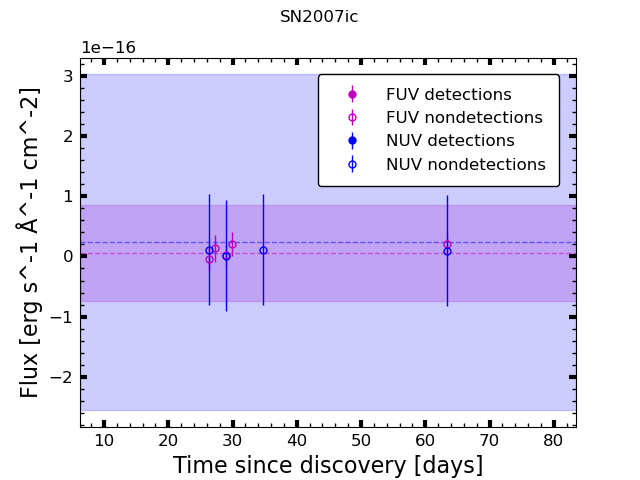 SN2007ic
1e−16
3
2
1
0
−1
−2
Flux [erg s^-1 Å^-1 cm^-2]
FUV detections
FUV nondetections
NUV detections
NUV nondetections
10 20 30 40 50 60 70 80
Time since discovery [days]